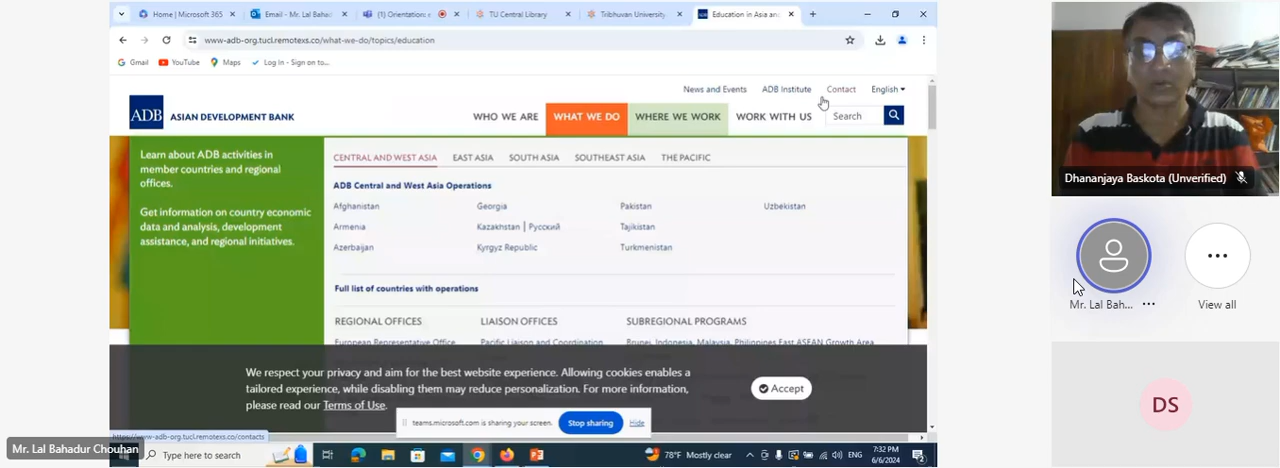 Home | Microsoft 365
Email - Mr. Lal Bahad
(1) Orientation: e
TU Central Library
Tribhuvan University
Education in Asia and
www-adb-org.tucl.remotexs.co/what-we-do/topics/education
Gmail
YouTube
Maps
Log In - Sign on to...
News and Events
ADB Institute
Contact
English
ADB
ASIAN DEVELOPMENT BANK
WHO WE ARE
WHAT WE DO
WHERE WE WORK
WORK WITH US
Search
Learn about ADB activities in
member countries and regional
offices.
Get information on country economic
data and analysis, development
assistance, and regional initiatives.
CENTRAL AND WEST ASIA
EAST ASIA
SOUTH ASIA
SOUTHEAST ASIA
THE PACIFIC
ADB Central and West Asia Operations
Afghanistan
Georgia
Pakistan
Uzbekistan
Armenia
Kazakhstan | Русский
Tajikistan
Azerbaijan
Kyrgyz Republic
Turkmenistan
Full list of countries with operations
REGIONAL OFFICES
LIAISON OFFICES
SUBREGIONAL PROGRAMS
European Representative Office
Pacific Liaison and Coordination
Brunei, Indonesia, Malaysia, Philippines East ASEAN Growth Area
We respect your privacy and aim for the best website experience. Allowing cookies enables a
tailored experience, while disabling them may reduce personalization. For more information,
please read our Terms of Use.
Accept
teams.microsoft.com is sharing your screen.
Stop sharing
Hide
https://www-adb-org.tucl.remotexs.co/contacts
Mr. Lal Bahadur Chouhan
Type here to search
78°F Mostly clear
ENG
7:32 PM
6/6/2024
2
Dhananjaya Baskota (Unverified)
Mr. Lal Bah...
View all
DS